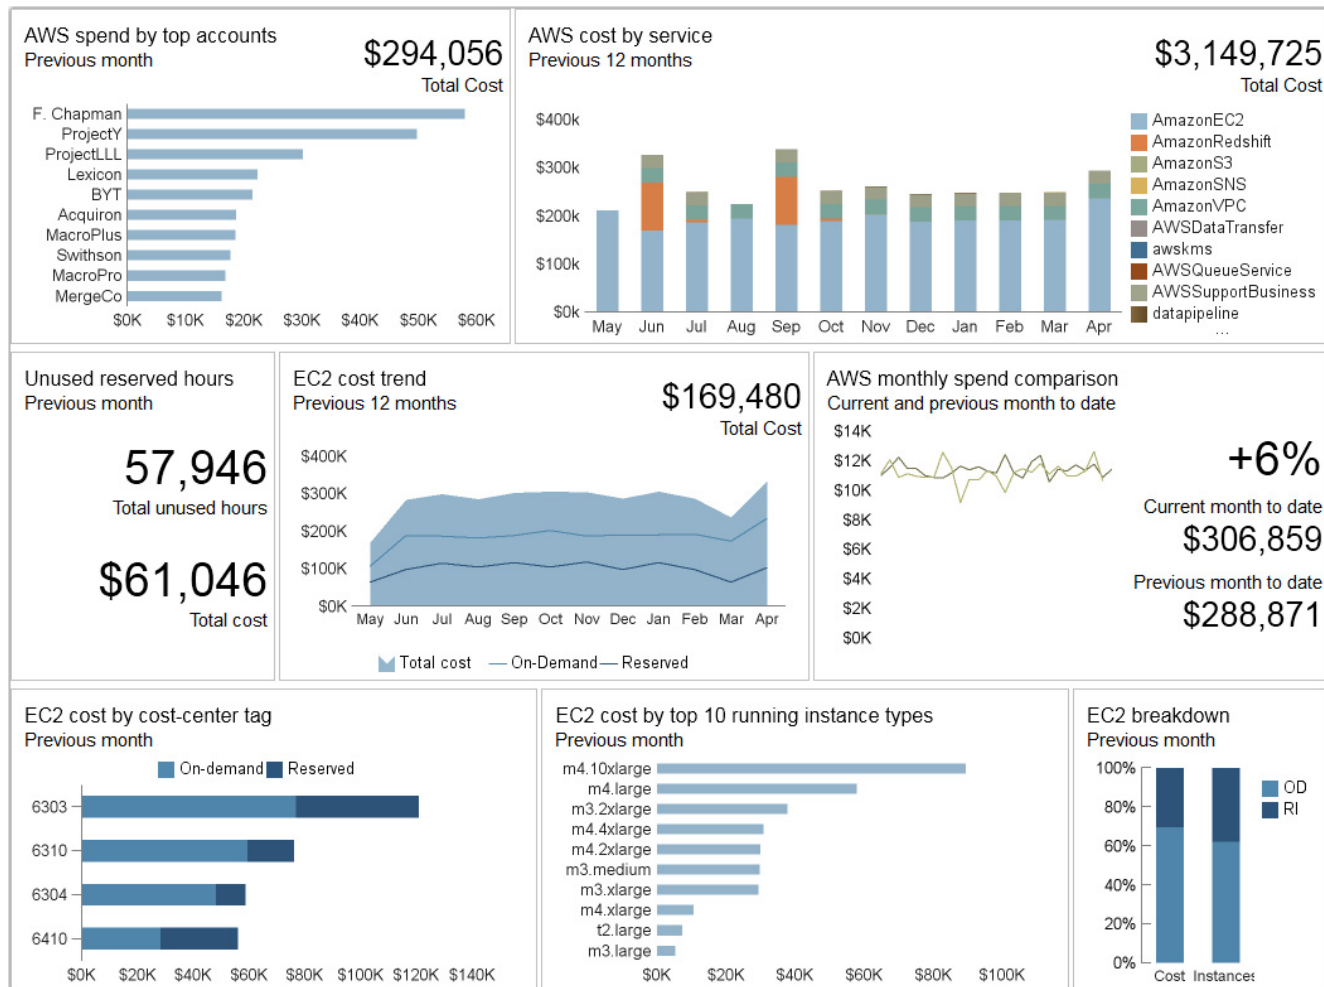 AWS spend by top accounts
Previous month
$294,056
Total Cost
F. Chapman
ProjectY
ProjectLLL
Lexicon
BYT
Acquiron
MacroPlus
Swithson
MacroPro
MergeCo
$0K $10K $20K $30K $40K $50K $60K
AWS cost by service
Previous 12 months
$3,149,725
Total Cost
$400k
$300k
$200k
$100k
$0k
May Jun Jul Aug Sep Oct Nov Dec Jan Feb Mar Apr
AmazonEC2
AmazonRedshift
AmazonS3
AmazonSNS
AmazonVPC
AWSDataTransfer
awskms
AWSQueueService
AWSSupportBusiness
datapipeline
...
Unused reserved hours
Previous month
57,946
Total unused hours
$61,046
Total cost
EC2 cost trend
Previous 12 months
$169,480
Total Cost
$400K
$300K
$200K
$100K
$0K
May Jun Jul Aug Sep Oct Nov Dec Jan Feb Mar Apr
Total cost On-Demand Reserved
AWS monthly spend comparison
Current and previous month to date
$14K
$12K
$10K
$8K
$6K
$4K
$2K
$0K
+6%
Current month to date
$306,859
Previous month to date
$288,871
EC2 cost by cost-center tag
Previous month
On-demand Reserved
6303
6310
6304
6410
$0K $20K $40K $60K $80K $100K $120K $140K
EC2 cost by top 10 running instance types
Previous month
m4.10xlarge
m4.large
m3.2xlarge
m4.4xlarge
m4.2xlarge
m3.medium
m3.xlarge
m4.xlarge
t2.large
m3.large
$0K $20K $40K $60K $80K $100K
EC2 breakdown
Previous month
100%
80%
60%
40%
20%
0%
Cost Instances
OD
RI